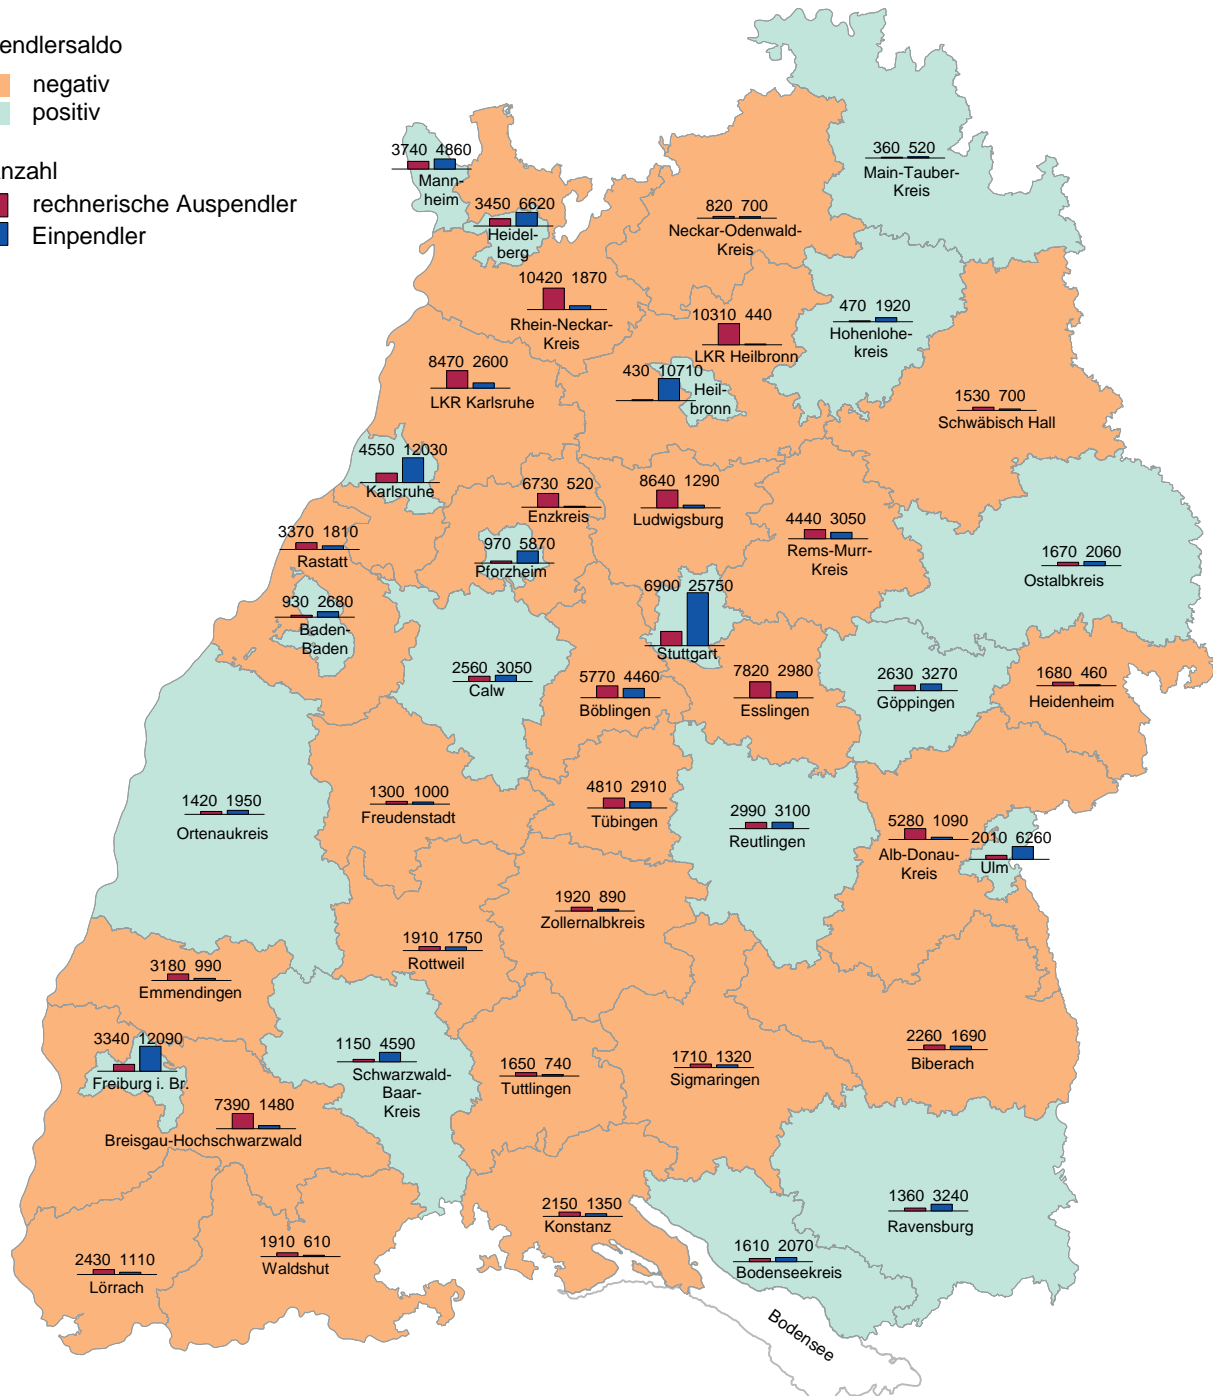 endlersaldo
negativ
positiv
nzahl
rechnerische Auspendler
Einpendler
3740 4860
Mann-
heim
3450 6620
Heidel-
berg
360 520
Main-Tauber-
Kreis
820 700
Neckar-Odenwald-
Kreis
10420 1870
Rhein-Neckar-
Kreis
10310 440
LKR Heilbronn
470 1920
Hohenlohe-
kreis
8470 2600
LKR Karlsruhe
430 10710
Heil-
bronn
1530 700
Schwäbisch Hall
4550 12030
Karlsruhe
6730 520
Enzkreis
8640 1290
Ludwigsburg
4440 3050
Rems-Murr-
Kreis
3370 1810
Rastatt
970 5870
Pforzheim
1670 2060
Ostalbkreis
930 2680
Baden-
Baden
6900 25750
Stuttgart
2560 3050
Calw
5770 4460
Böblingen
7820 2980
Esslingen
2630 3270
Göppingen
1680 460
Heidenheim
1420 1950
Ortenaukreis
1300 1000
Freudenstadt
4810 2910
Tübingen
2990 3100
Reutlingen
5280 1090
Alb-Donau-
Kreis
2010 6260
Ulm
1920 890
Zollernalbkreis
1910 1750
Rottweil
3180 990
Emmendingen
3340 12090
Freiburg i. Br.
1150 4590
Schwarzwald-
Baar-
Kreis
1650 740
Tuttlingen
1710 1320
Sigmaringen
2260 1690
Biberach
7390 1480
Breisgau-Hochschwarzwald
2150 1350
Konstanz
1360 3240
Ravensburg
1910 610
Waldshut
2430 1110
Lörrach
1610 2070
Bodenseekreis
Bodensee